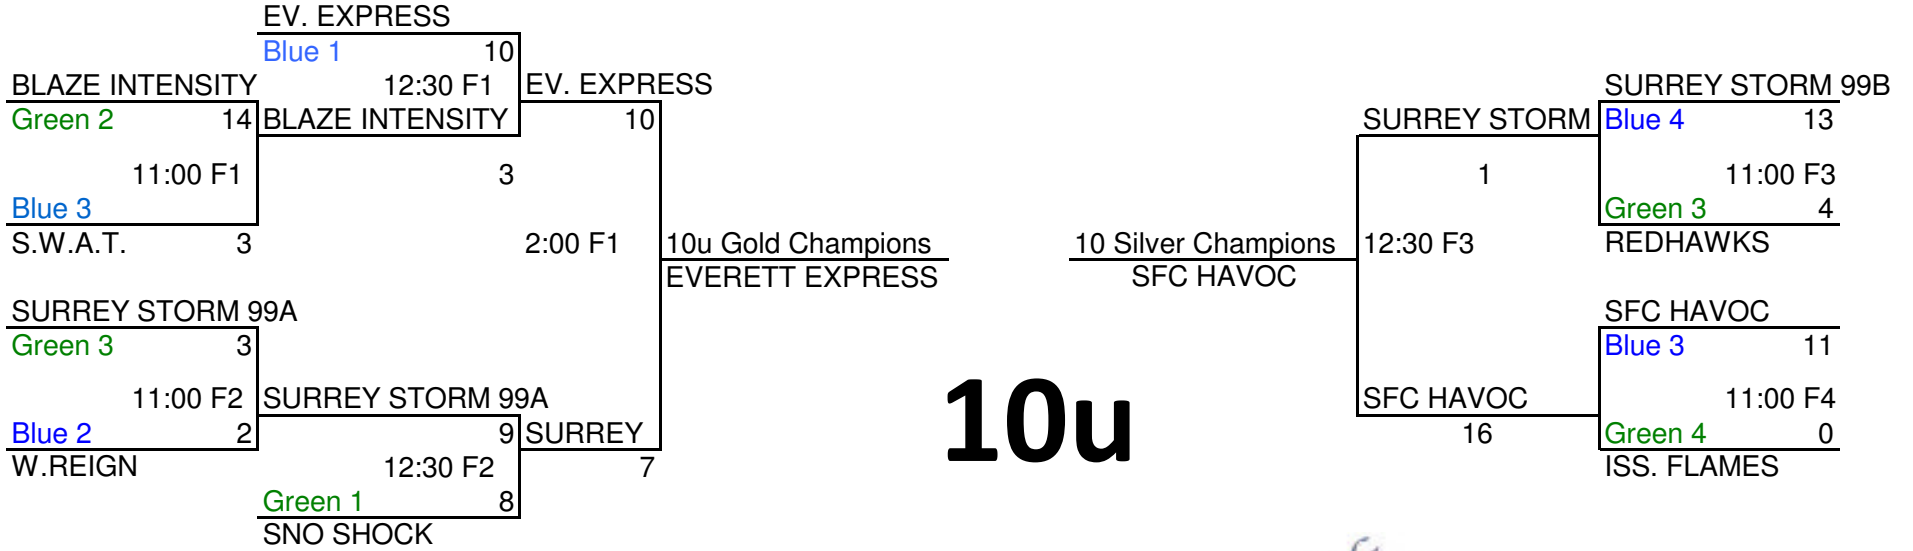 EV. EXPRESS
Blue 1 10
BLAZE INTENSITY 12:30 F1 EV. EXPRESS SURREY STORM 99B
Green 2 14 BLAZE INTENSITY 10 SURREY STORM Blue 4 13
11:00 F1 3 1 11:00 F3
Blue 3 Green 3 4
S.W.A.T. 3 2:00 F1 10u Gold Champions 10 Silver Champions 12:30 F3 REDHAWKS
EVERETT EXPRESS SFC HAVOC
SURREY STORM 99A SFC HAVOC
Green 3 3 Blue 3 11
11:00 F2 SURREY STORM 99A 10u SFC HAVOC 11:00 F4
Blue 2 2 9 SURREY 16 Green 4 0
W.REIGN 12:30 F2 7 ISS. FLAMES
Green 1 8
SNO SHOCK